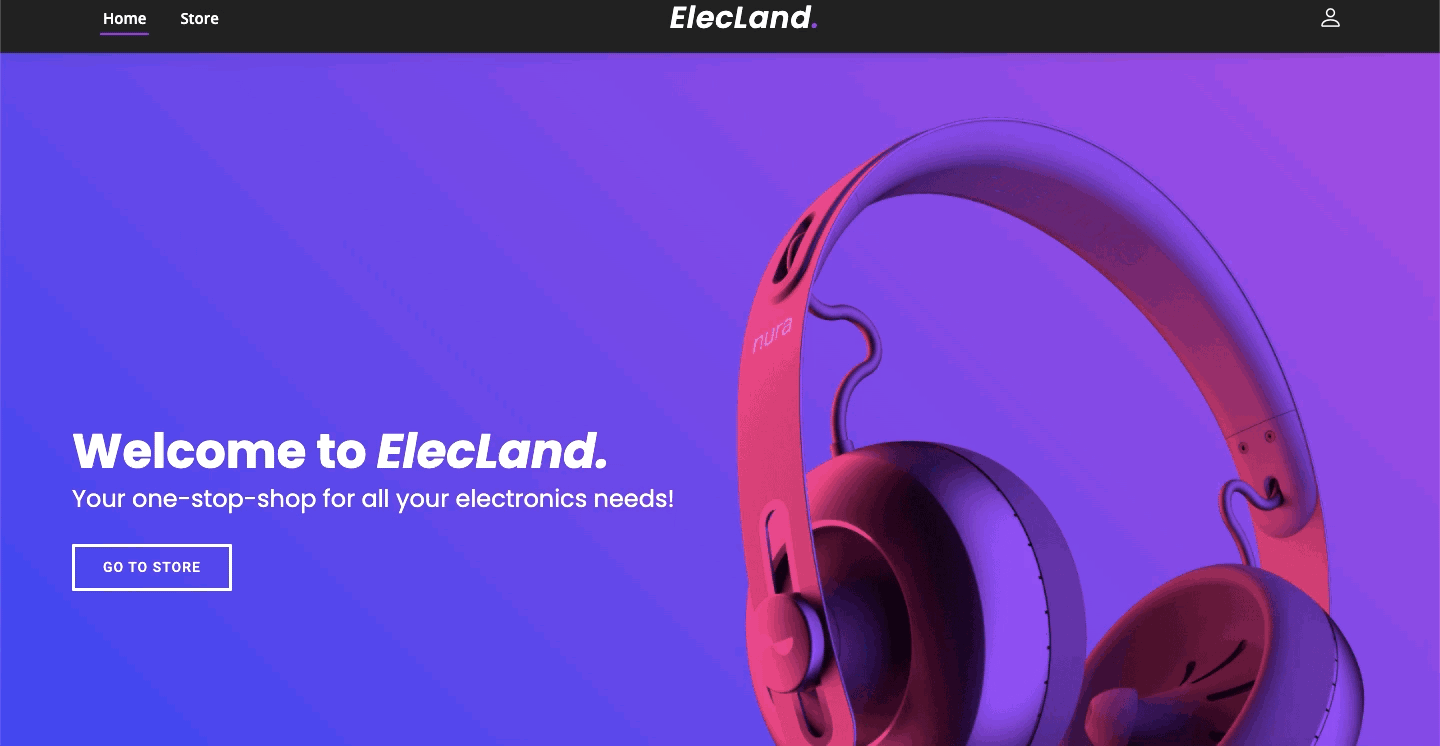 Home Store ElecLand.
nura
Welcome to ElecLand.
Your one-stop-shop for all your electronics needs!
GO TO STORE